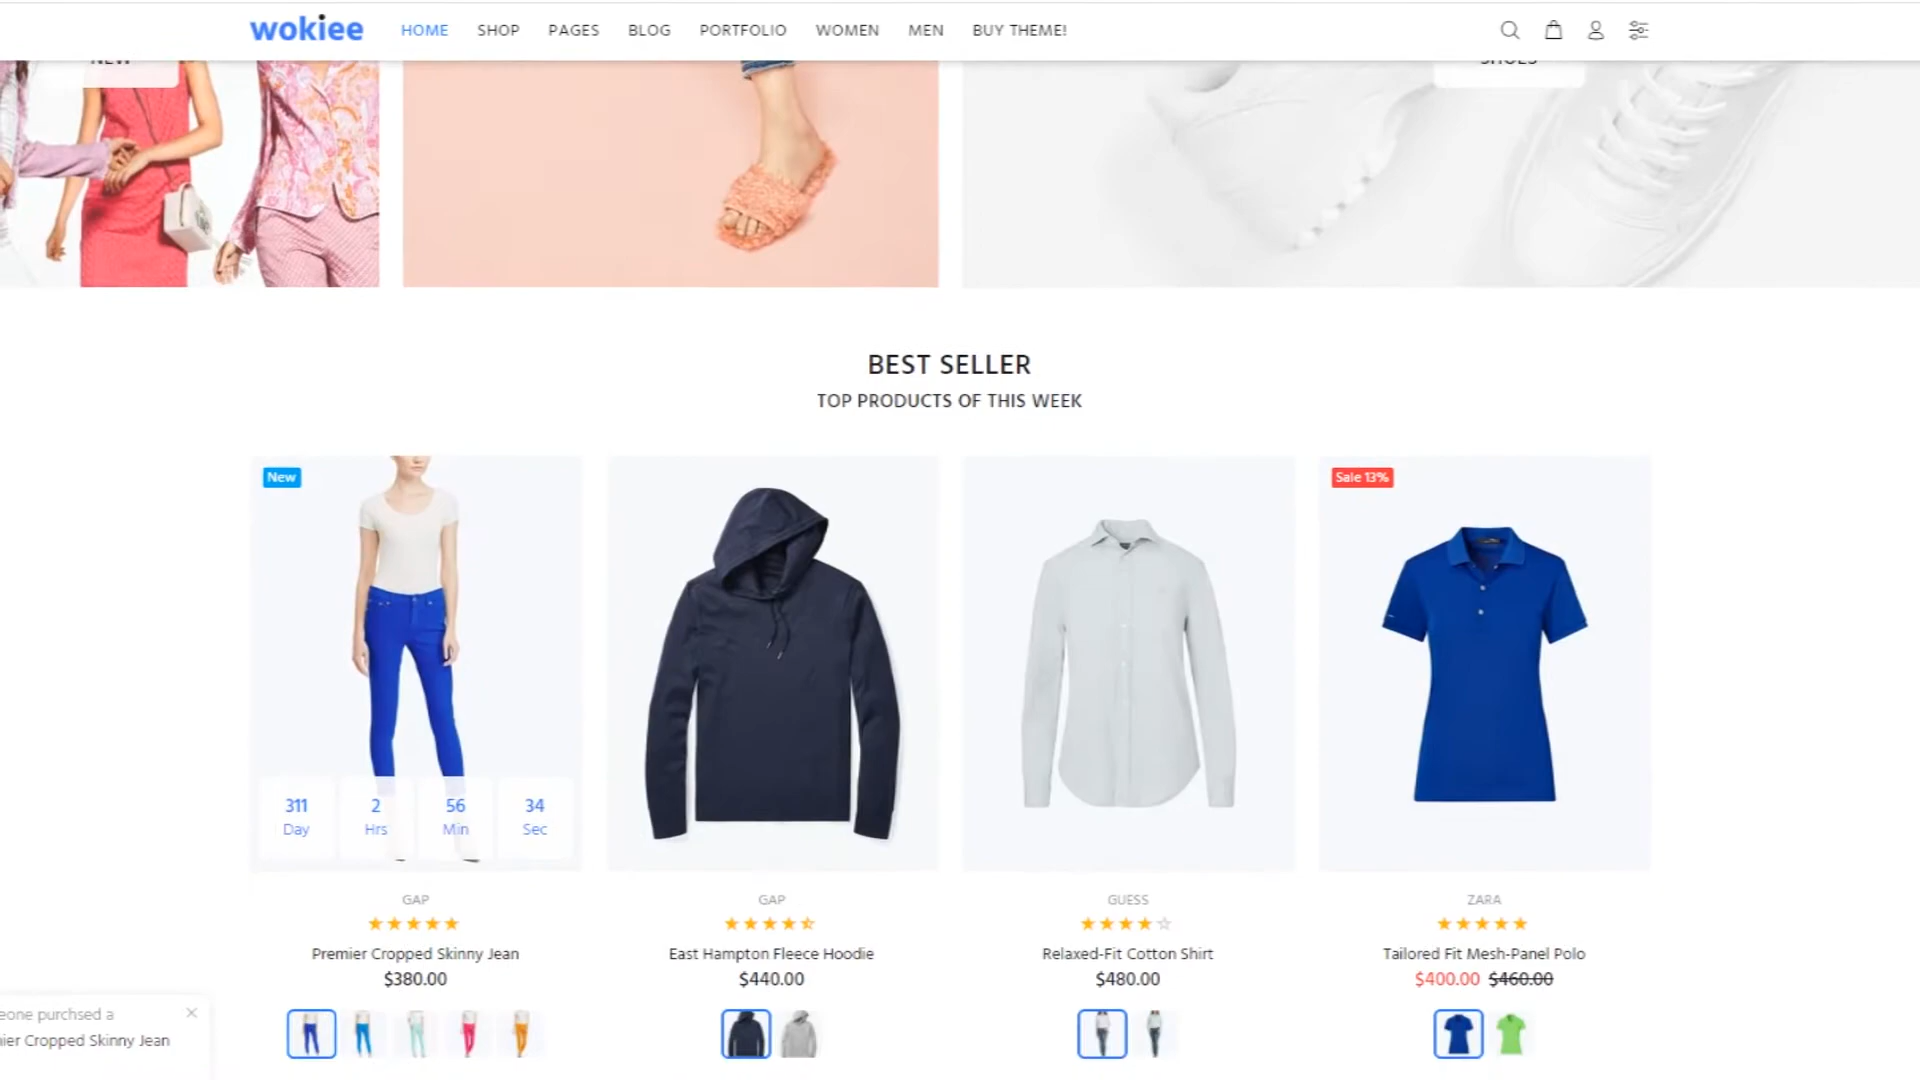 wokiee
HOME SHOP PAGES BLOG PORTFOLIO WOMEN MEN BUY THEME!
NEW
SHOES
BEST SELLER
TOP PRODUCTS OF THIS WEEK
New
Sale 13%
311 2 56 34
Day Hrs Min Sec
GAP GAP GUESS ZARA
Premier Cropped Skinny Jean East Hampton Fleece Hoodie Relaxed-Fit Cotton Shirt Tailored Fit Mesh-Panel Polo
$380.00 $440.00 $480.00 $400.00 $460.00
eone purchsed a
ier Cropped Skinny Jean